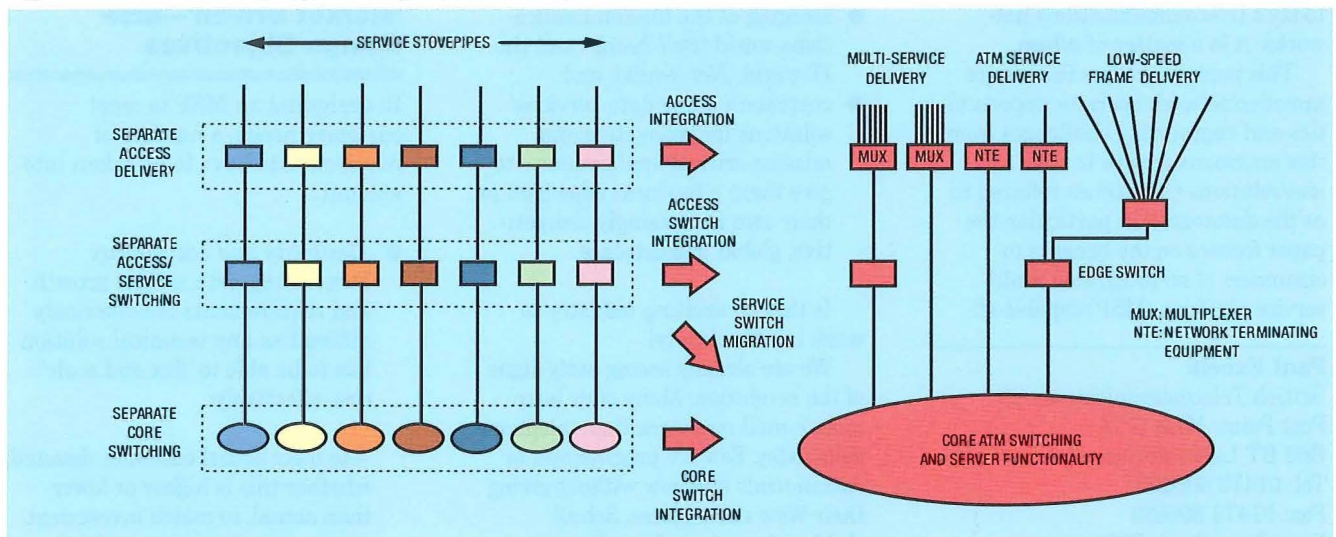 SERVICE STOVEPIPES
SEPARATE
ACCESS
DELIVERY
ACCESS
INTEGRATION
SEPARATE
ACCESS/
SERVICE
SWITCHING
ACCESS
SWITCH
INTEGRATION
SERVICE
SWITCH
MIGRATION
SEPARATE
CORE
SWITCHING
CORE
SWITCH
INTEGRATION
MULTI-SERVICE
DELIVERY
ATM SERVICE
DELIVERY
LOW-SPEED
FRAME DELIVERY
MUX
MUX
NTE
NTE
EDGE SWITCH
MUX: MULTIPLEXER
NTE: NETWORK TERMINATING
EQUIPMENT
CORE ATM SWITCHING
AND SERVER FUNCTIONALITY